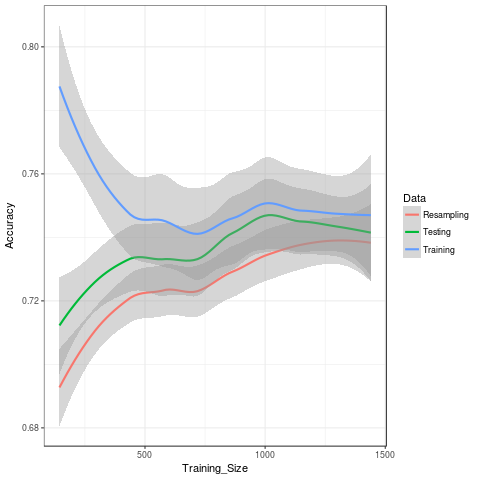 0.80
0.76
0.72
0.68
Accuracy
500
1000
1500
Training_Size
Data
Resampling
Testing
Training